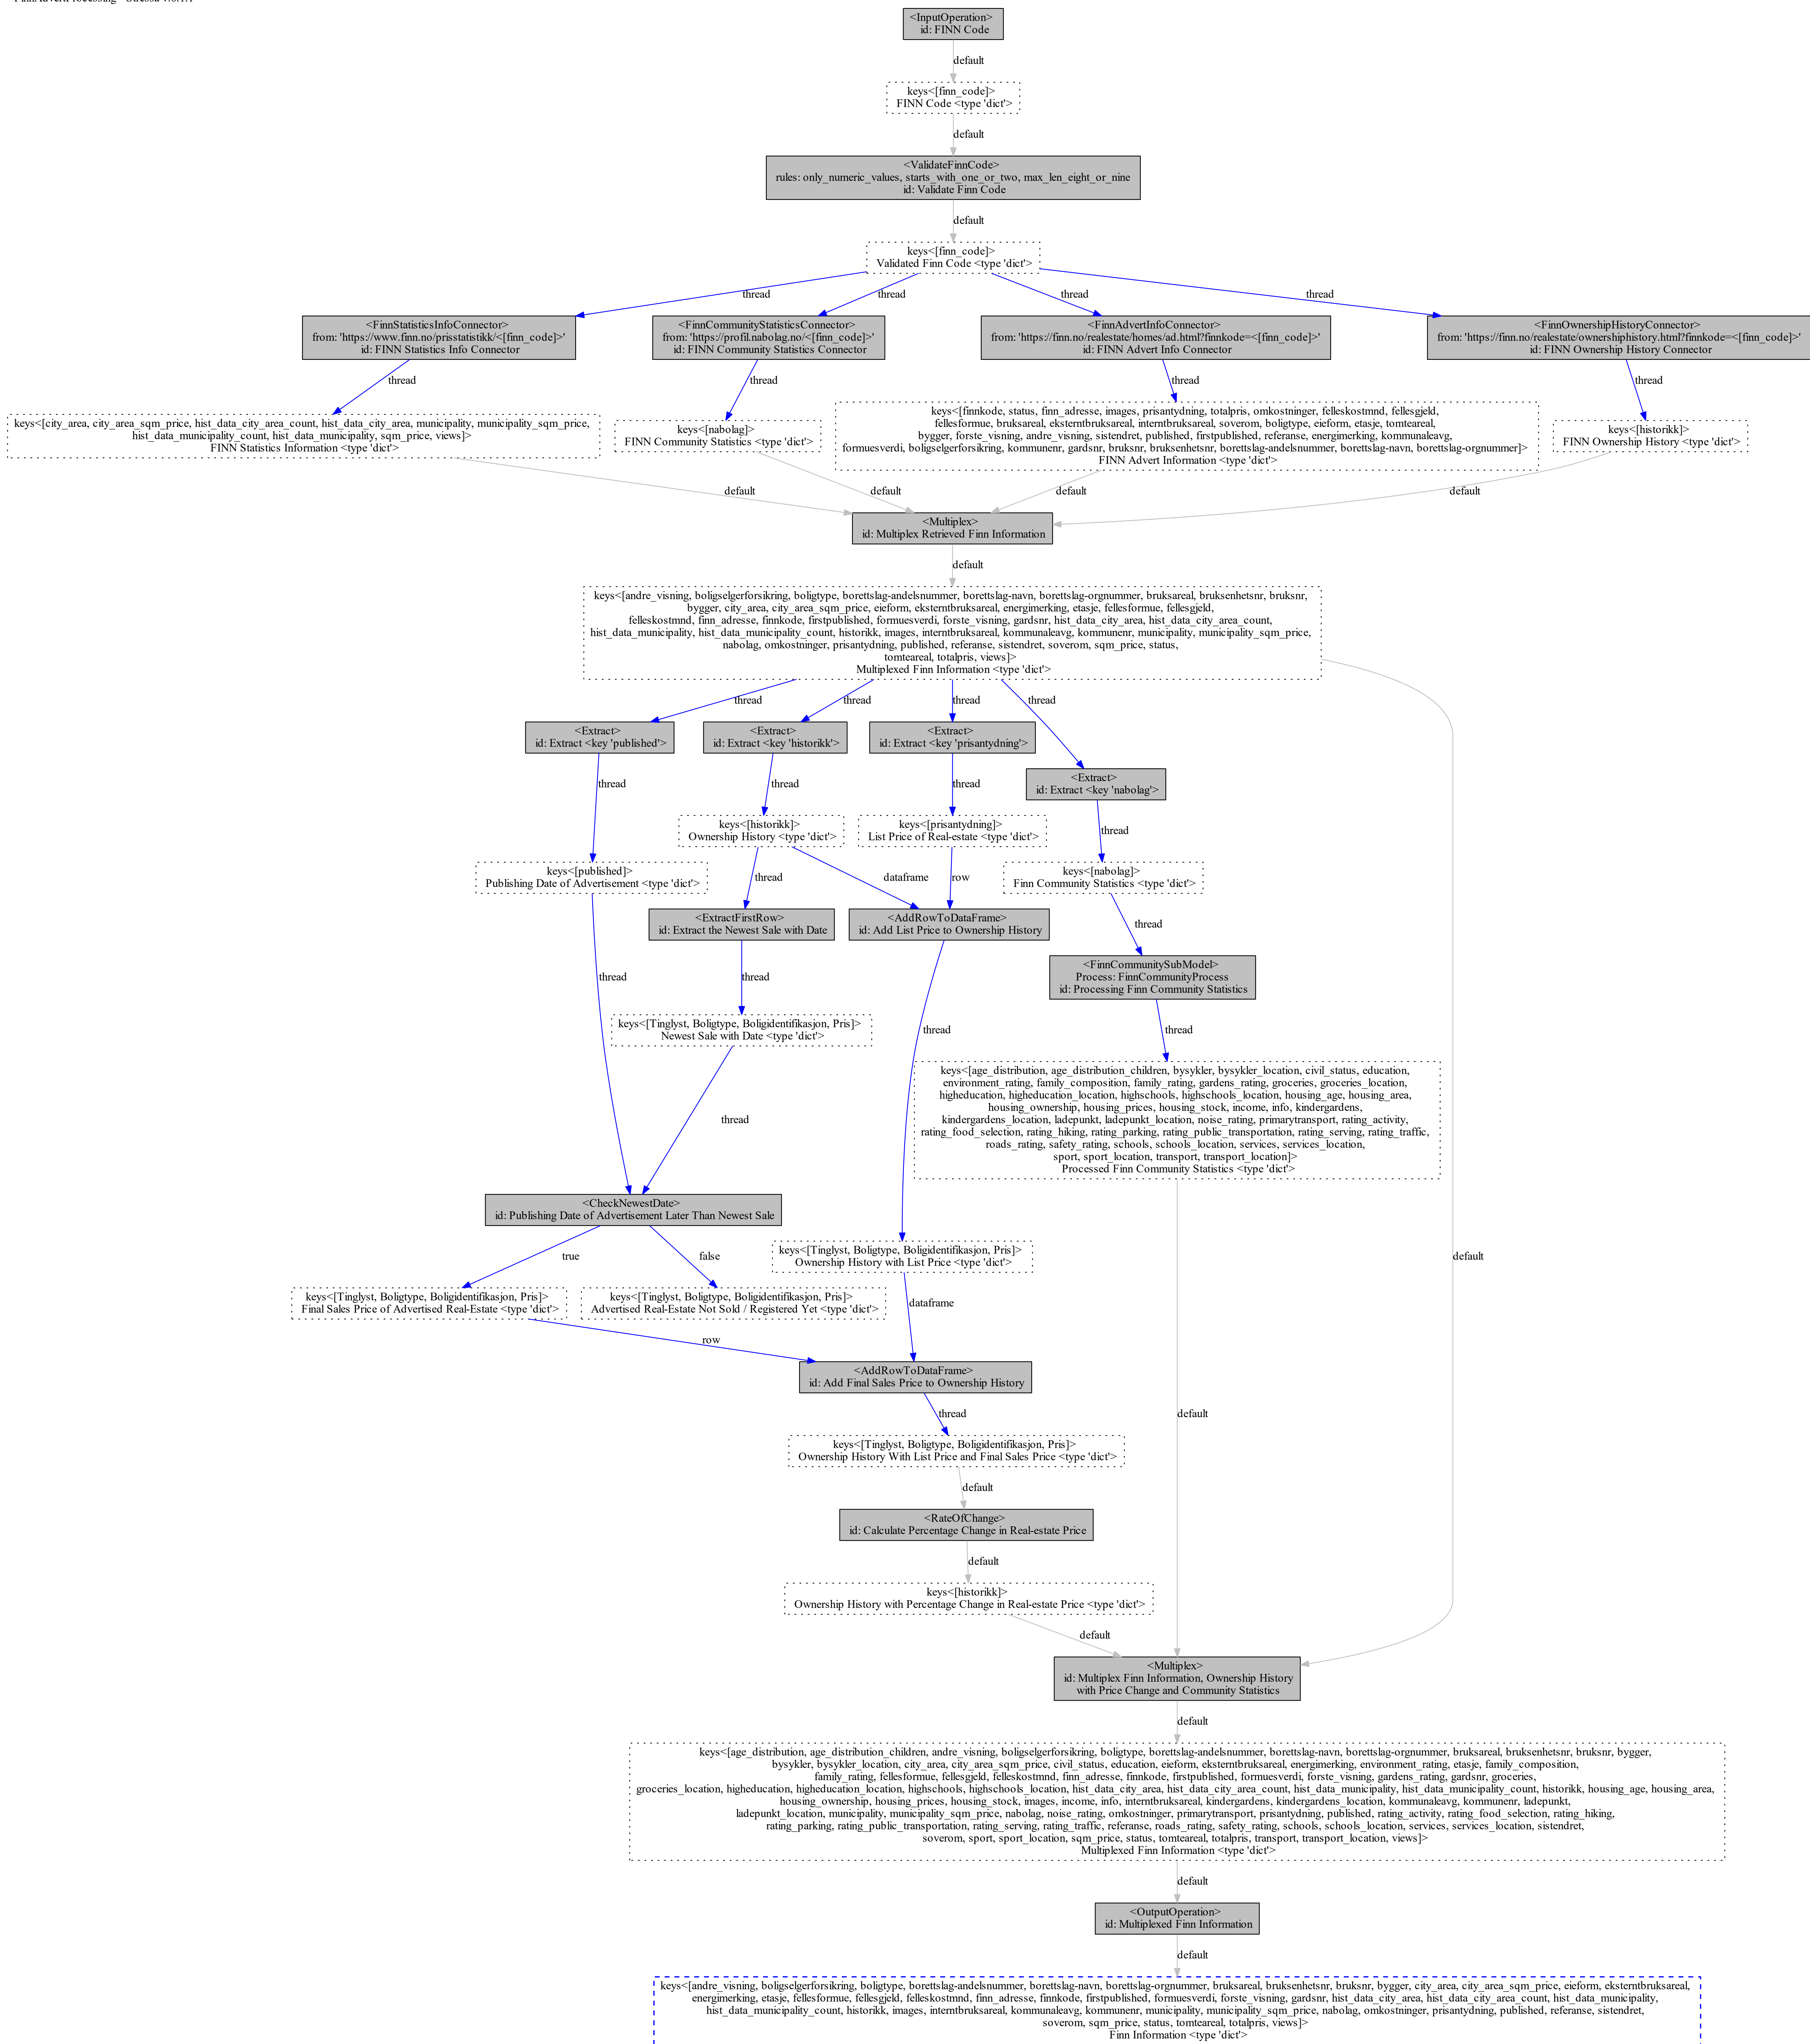 <InputOperation>
id: FINN Code
default
keys<[finn_code]>
FINN Code <type 'dict'>
default
<ValidateFinnCode>
rules: only_numeric_values, starts_with_one_or_two, max_len_eight_or_nine
id: Validate Finn Code
default
keys<[finn_code]>
Validated Finn Code <type 'dict'>
thread
thread
thread
thread
<FinnStatisticsInfoConnector>
from: 'https://www.finn.no/prisstatistikk/<[finn_code]>'
id: FINN Statistics Info Connector
<FinnCommunityStatisticsConnector>
from: 'https://profil.nabolag.no/<[finn_code]>'
id: FINN Community Statistics Connector
<FinnAdvertInfoConnector>
from: 'https://finn.no/realestate/homes/ad.html?finnkode=<[finn_code]>'
id: FINN Advert Info Connector
<FinnOwnershipHistoryConnector>
from: 'https://finn.no/realestate/ownershiphistory.html?finnkode=<[finn_code]>'
id: FINN Ownership History Connector
thread
thread
thread
thread
keys<[city_area, city_area_sqm_price, hist_data_city_area_count, hist_data_city_area, municipality, municipality_sqm_price,
hist_data_municipality_count, hist_data_municipality, sqm_price, views]>
FINN Statistics Information <type 'dict'>
keys<[nabolag]>
FINN Community Statistics <type 'dict'>
keys<[finnkode, status, finn_adresse, images, prisantydning, totalpris, omkostninger, felleskostmnd, fellesgjeld,
fellesformue, bruksareal, eksterntbruksareal, interntbruksareal, soverom, boligtype, eieform, etasje, tomteareal,
bygger, forste_visning, andre_visning, sistendret, published, firstpublished, referanse, energimerking, kommunaleavg,
formuesverdi, boligselgerforsikring, kommunenr, gardsnr, bruksnr, bruksenhetsnr, borettslag-andelsnummer, borettslag-navn, borettslag-orgnummer]>
FINN Advert Information <type 'dict'>
keys<[historikk]>
FINN Ownership History <type 'dict'>
default
default
default
default
<Multiplex>
id: Multiplex Retrieved Finn Information
default
keys<[andre_visning, boligselgerforsikring, boligtype, borettslag-andelsnummer, borettslag-navn, borettslag-orgnummer, bruksareal, bruksenhetsnr, bruksnr,
bygger, city_area, city_area_sqm_price, eieform, eksterntbruksareal, energimerking, etasje, fellesformue, fellesgjeld,
felleskostmnd, finn_adresse, finnkode, firstpublished, formuesverdi, forste_visning, gardsnr, hist_data_city_area, hist_data_city_area_count,
hist_data_municipality, hist_data_municipality_count, historikk, images, interntbruksareal, kommunaleavg, kommunenr, municipality, municipality_sqm_price,
nabolag, omkostninger, prisantydning, published, referanse, sistendret, soverom, sqm_price, status,
tomteareal, totalpris, views]>
Multiplexed Finn Information <type 'dict'>
thread
thread
thread
thread
<Extract>
id: Extract <key 'published'>
<Extract>
id: Extract <key 'historikk'>
<Extract>
id: Extract <key 'prisantydning'>
<Extract>
id: Extract <key 'nabolag'>
thread
thread
thread
thread
keys<[historikk]>
Ownership History <type 'dict'>
keys<[prisantydning]>
List Price of Real-estate <type 'dict'>
keys<[published]>
Publishing Date of Advertisement <type 'dict'>
keys<[nabolag]>
Finn Community Statistics <type 'dict'>
thread
dataframe
row
<ExtractFirstRow>
id: Extract the Newest Sale with Date
<AddRowToDataFrame>
id: Add List Price to Ownership History
thread
<FinnCommunitySubModel>
Process: FinnCommunityProcess
id: Processing Finn Community Statistics
thread
thread
keys<[Tinglyst, Boligtype, Boligidentifikasjon, Pris]>
Newest Sale with Date <type 'dict'>
thread
thread
keys<[age_distribution, age_distribution_children, bysykler, bysykler_location, civil_status, education,
environment_rating, family_composition, family_rating, gardens_rating, groceries, groceries_location,
higheducation, higheducation_location, highschools, highschools_location, housing_age, housing_area,
housing_ownership, housing_prices, housing_stock, income, info, kindergardens,
kindergardens_location, ladepunkt, ladepunkt_location, noise_rating, primarytransport, rating_activity,
rating_food_selection, rating_hiking, rating_parking, rating_public_transportation, rating_serving, rating_traffic,
roads_rating, safety_rating, schools, schools_location, services, services_location,
sport, sport_location, transport, transport_location]>
Processed Finn Community Statistics <type 'dict'>
thread
<CheckNewestDate>
id: Publishing Date of Advertisement Later Than Newest Sale
true
false
default
keys<[Tinglyst, Boligtype, Boligidentifikasjon, Pris]>
Ownership History with List Price <type 'dict'>
keys<[Tinglyst, Boligtype, Boligidentifikasjon, Pris]>
Final Sales Price of Advertised Real-Estate <type 'dict'>
keys<[Tinglyst, Boligtype, Boligidentifikasjon, Pris]>
Advertised Real-Estate Not Sold / Registered Yet <type 'dict'>
dataframe
row
<AddRowToDataFrame>
id: Add Final Sales Price to Ownership History
thread
default
keys<[Tinglyst, Boligtype, Boligidentifikasjon, Pris]>
Ownership History With List Price and Final Sales Price <type 'dict'>
default
<RateOfChange>
id: Calculate Percentage Change in Real-estate Price
default
keys<[historikk]>
Ownership History with Percentage Change in Real-estate Price <type 'dict'>
default
<Multiplex>
id: Multiplex Finn Information, Ownership History
with Price Change and Community Statistics
default
keys<[age_distribution, age_distribution_children, andre_visning, boligselgerforsikring, boligtype, borettslag-andelsnummer, borettslag-navn, borettslag-orgnummer, bruksareal, bruksenhetsnr, bruksnr, bygger,
bysykler, bysykler_location, city_area, city_area_sqm_price, civil_status, education, eieform, eksterntbruksareal, energimerking, environment_rating, etasje, family_composition,
family_rating, fellesformue, fellesgjeld, felleskostmnd, finn_adresse, finnkode, firstpublished, formuesverdi, forste_visning, gardens_rating, gardsnr, groceries,
groceries_location, higheducation, higheducation_location, highschools, highschools_location, hist_data_city_area, hist_data_city_area_count, hist_data_municipality, hist_data_municipality_count, historikk, housing_age, housing_area,
housing_ownership, housing_prices, housing_stock, images, income, info, interntbruksareal, kindergardens, kindergardens_location, kommunaleavg, kommunenr, ladepunkt,
ladepunkt_location, municipality, municipality_sqm_price, nabolag, noise_rating, omkostninger, primarytransport, prisantydning, published, rating_activity, rating_food_selection, rating_hiking,
rating_parking, rating_public_transportation, rating_serving, rating_traffic, referanse, roads_rating, safety_rating, schools, schools_location, services, services_location, sistendret,
soverom, sport, sport_location, sqm_price, status, tomteareal, totalpris, transport, transport_location, views]>
Multiplexed Finn Information <type 'dict'>
default
<OutputOperation>
id: Multiplexed Finn Information
default
keys<[andre_visning, boligselgerforsikring, boligtype, borettslag-andelsnummer, borettslag-navn, borettslag-orgnummer, bruksareal, bruksenhetsnr, bruksnr, bygger, city_area, city_area_sqm_price, eieform, eksterntbruksareal,
energimerking, etasje, fellesformue, fellesgjeld, felleskostmnd, finn_adresse, finnkode, firstpublished, formuesverdi, forste_visning, gardsnr, hist_data_city_area, hist_data_city_area_count, hist_data_municipality,
hist_data_municipality_count, historikk, images, interntbruksareal, kommunaleavg, kommunenr, municipality, municipality_sqm_price, nabolag, omkostninger, prisantydning, published, referanse, sistendret,
soverom, sqm_price, status, tomteareal, totalpris, views]>
Finn Information <type 'dict'>